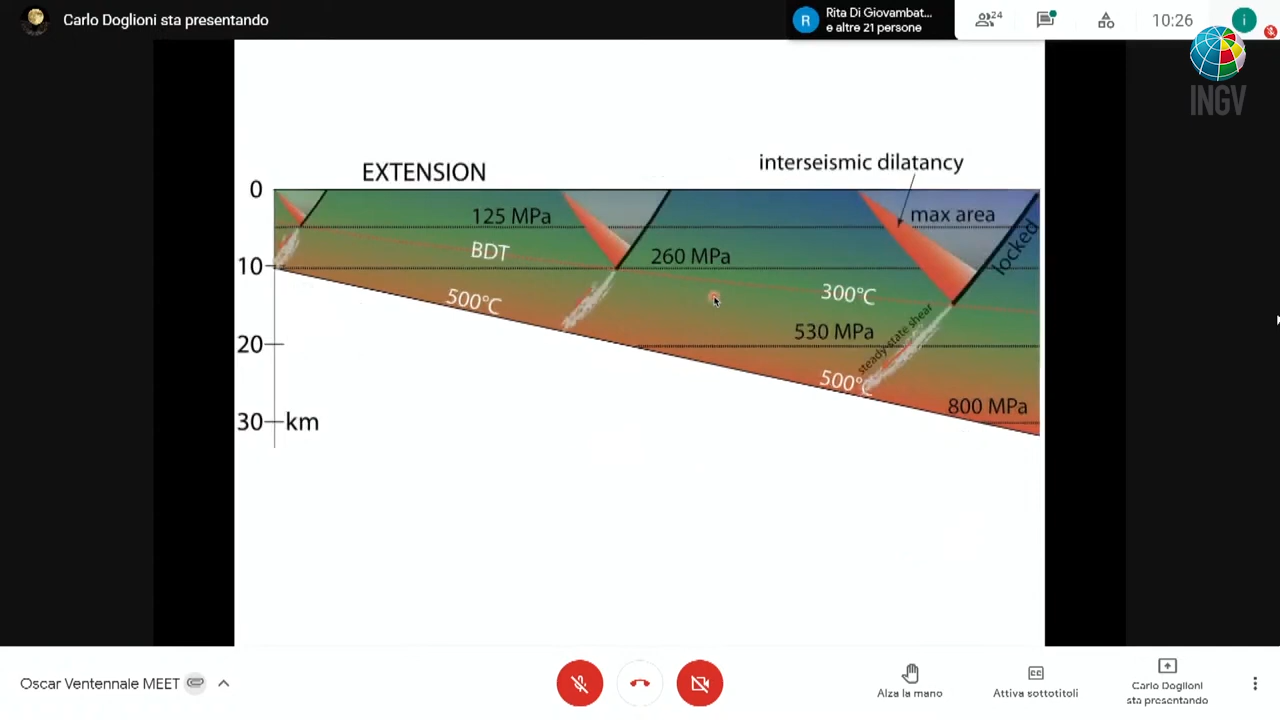 Carlo Doglioni sta presentando
Rita Di Giovambat...
e altre 21 persone
24
10:26
R
i
INGV
EXTENSION
interseismic dilatancy
0
125 MPa
max area
locked
BDT
260 MPa
10
500°C
300°C
530 MPa
steady state shear
20
500°C
800 MPa
30
km
Oscar Ventennale MEET
Alza la mano
CC
Attiva sottotitoli
Carlo Doglioni
sta presentando